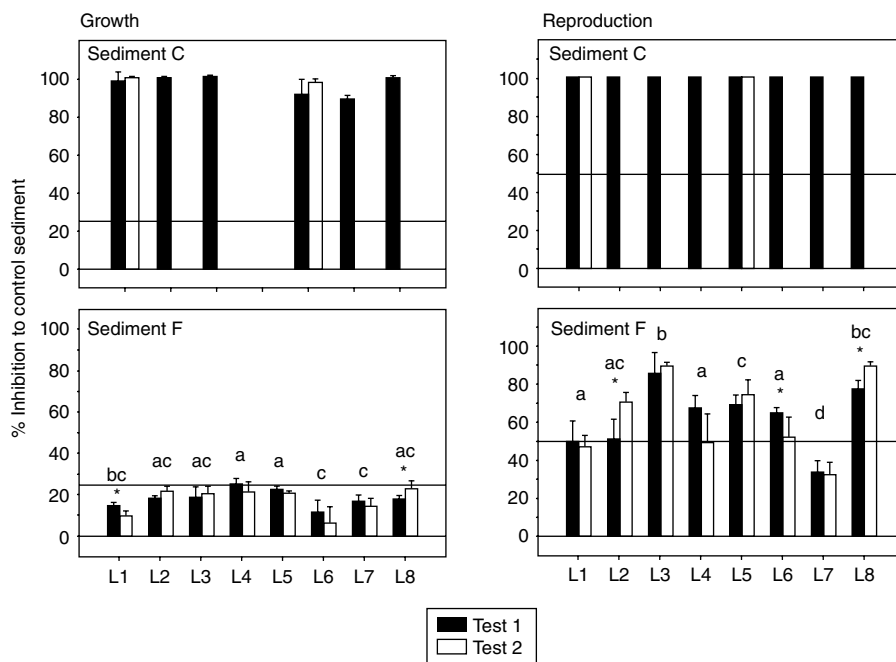 Growth
Reproduction
% Inhibition to control sediment
Sediment C
100
80
60
40
20
0
Sediment C
100
80
60
40
20
0
Sediment F
100
80
60
40
20
0
bc
*
ac
ac
a
a
c
c
ac
*
L1 L2 L3 L4 L5 L6 L7 L8
Sediment F
100
80
60
40
20
0
a
ac
*
b
a
c
a
*
d
bc
*
L1 L2 L3 L4 L5 L6 L7 L8
Test 1
Test 2